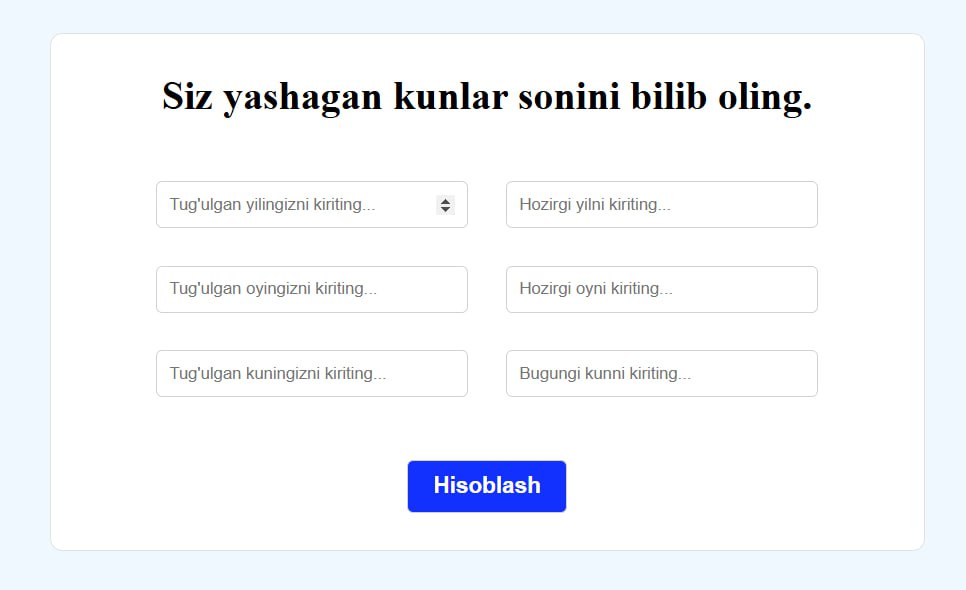 Siz yashagan kunlar sonini bilib oling.
Tug'ulgan yilingizni kiriting...
Hozirgi yilni kiriting...
Tug'ulgan oyingizni kiriting...
Hozirgi oyni kiriting...
Tug'ulgan kuningizni kiriting...
Bugungi kunni kiriting...
Hisoblash